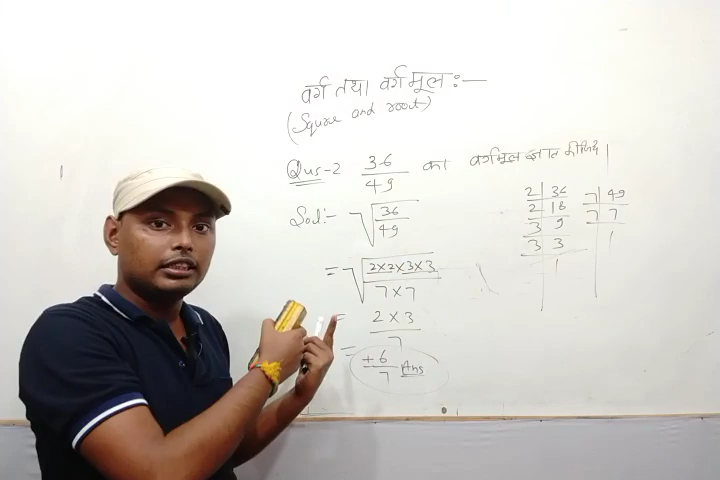 वर्ग तथा वर्गमूल:—
(Squre and root)
Qus-2 36/49 का वर्गमूल ज्ञात कीजिये।
Sol:- √36/49
= √2×2×3×3/7×7
= 2×3/7
= ±6/7 Ans
2 | 36
2 | 18
3 | 9
3 | 3
1
7 | 49
7 | 7
1